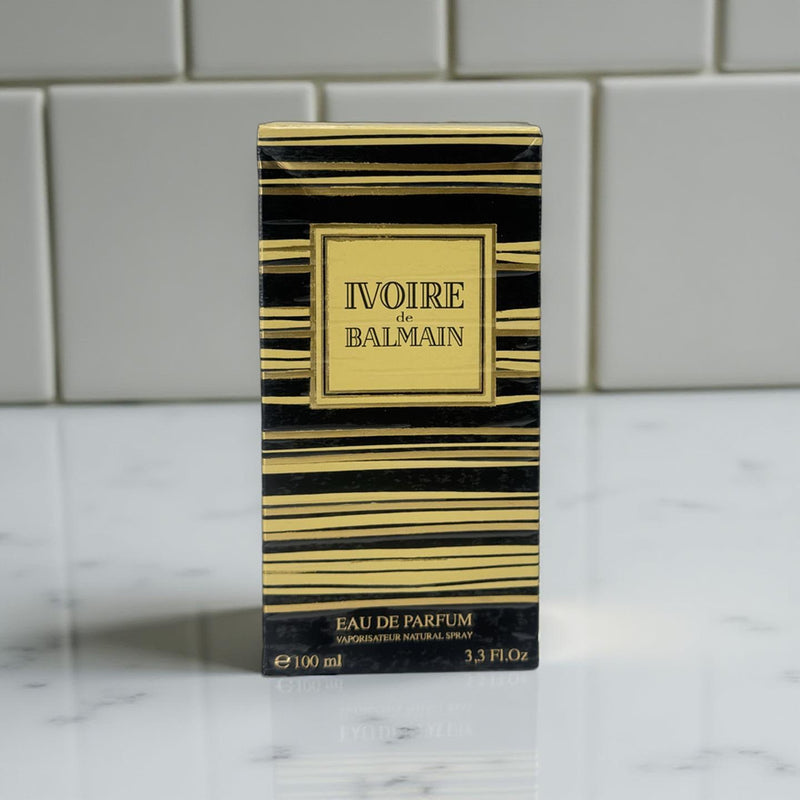 IVOIRE
de
BALMAIN
EAU DE PARFUM
VAPORISATEUR NATURAL SPRAY
℮ 100 ml 3,3 Fl.Oz